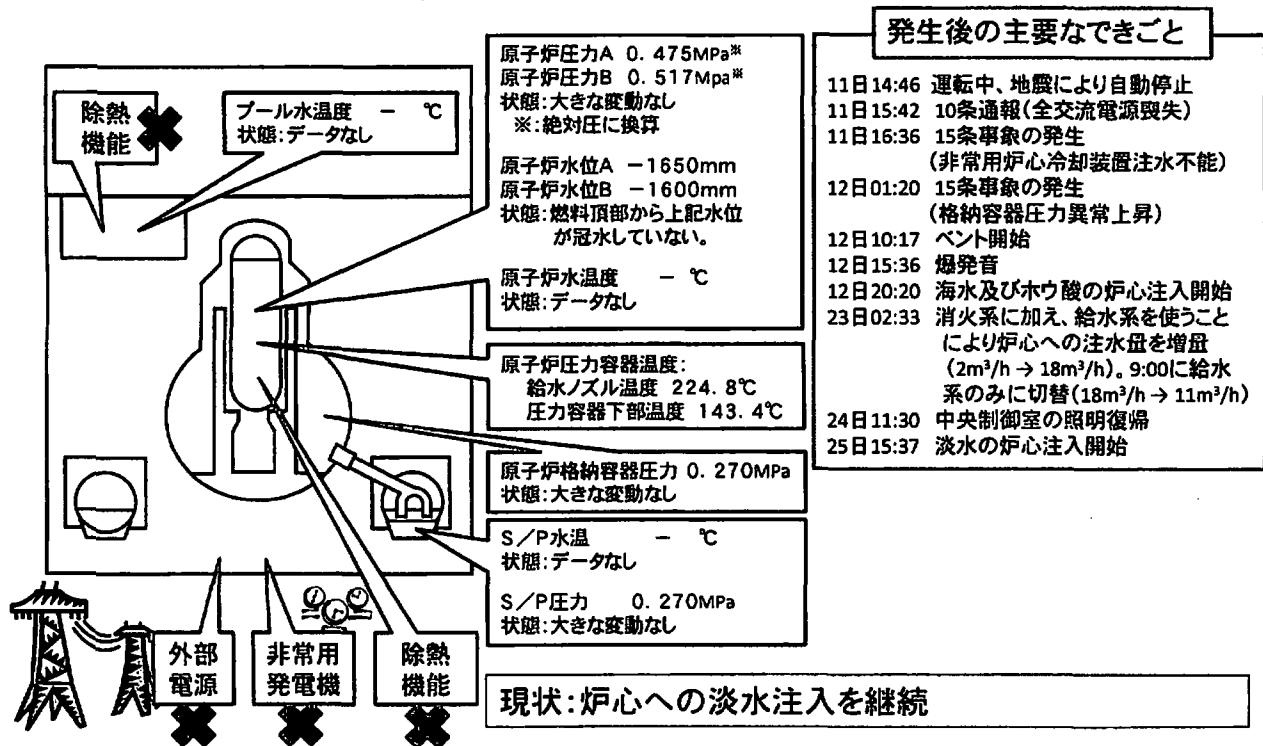 除熱
機能
プール水温度 － ℃
状態：データなし
原子炉圧力A 0．475MPa※
原子炉圧力B 0．517Mpa※
状態：大きな変動なし
※：絶対圧に換算
原子炉水位A －1650mm
原子炉水位B －1600mm
状態：燃料頂部から上記水位
が冠水していない。
原子炉水温度 － ℃
状態：データなし
原子炉圧力容器温度：
給水ノズル温度 224．8℃
圧力容器下部温度 143．4℃
原子炉格納容器圧力 0．270MPa
状態：大きな変動なし
S／P水温 － ℃
状態：データなし
S／P圧力 0．270MPa
状態：大きな変動なし
外部
電源
非常用
発電機
除熱
機能
発生後の主要なできごと
11日14:46 運転中、地震により自動停止
11日15:42 10条通報（全交流電源喪失）
11日16:36 15条事象の発生
（非常用炉心冷却装置注水不能）
12日01:20 15条事象の発生
（格納容器圧力異常上昇）
12日10:17 ベント開始
12日15:36 爆発音
12日20:20 海水及びホウ酸の炉心注入開始
23日02:33 消火系に加え、給水系を使うこと
により炉心への注水量を増量
（2m³/h → 18m³/h）。9:00に給水
系のみに切替（18m³/h → 11m³/h）
24日11:30 中央制御室の照明復帰
25日15:37 淡水の炉心注入開始
現状：炉心への淡水注入を継続